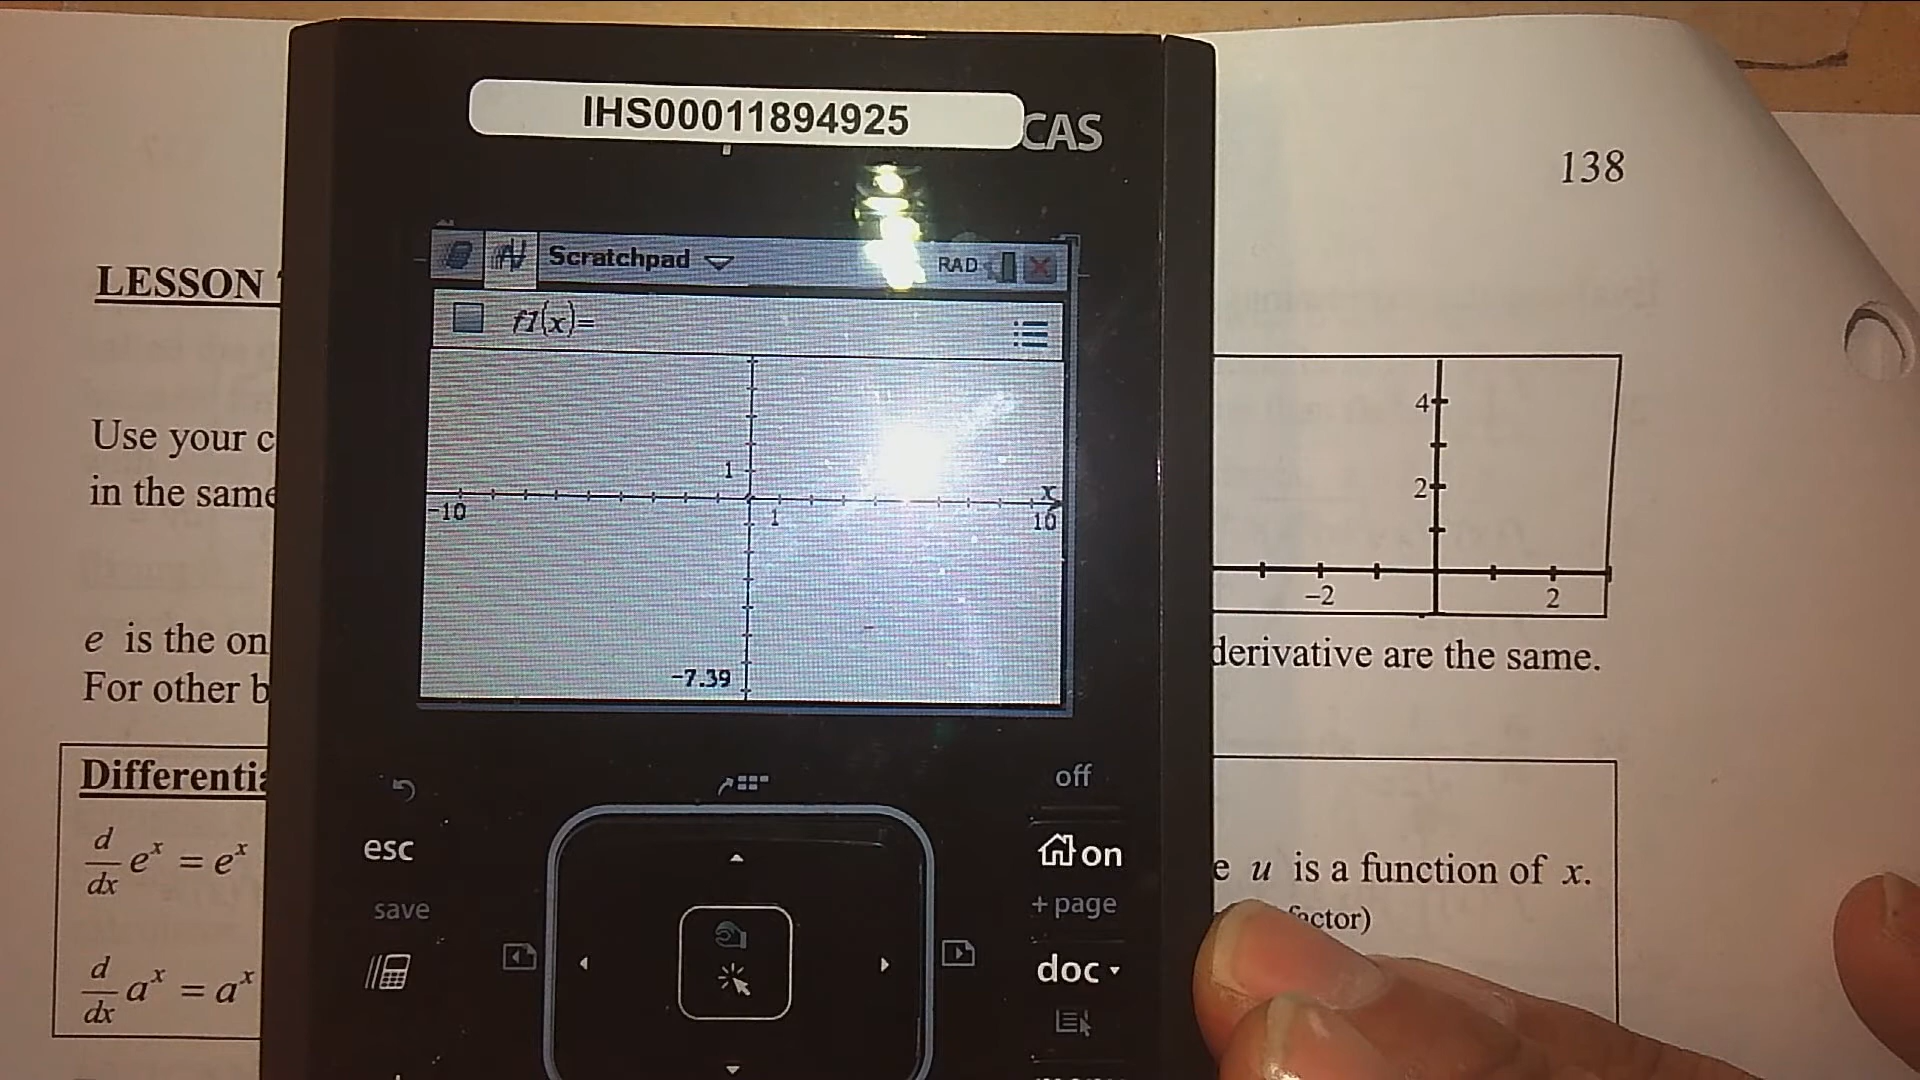 IHS00011894925
CAS
138
LESSON
Scratchpad RAD
f1(x)=
1
-10 1 x 10
-7.39
4
2
-2 2
Use your c
in the same
e is the on
derivative are the same.
For other b
Differentia
d/dx e^x = e^x
e u is a function of x.
factor)
d/dx a^x = a^x
off
esc
on
save
+ page
doc